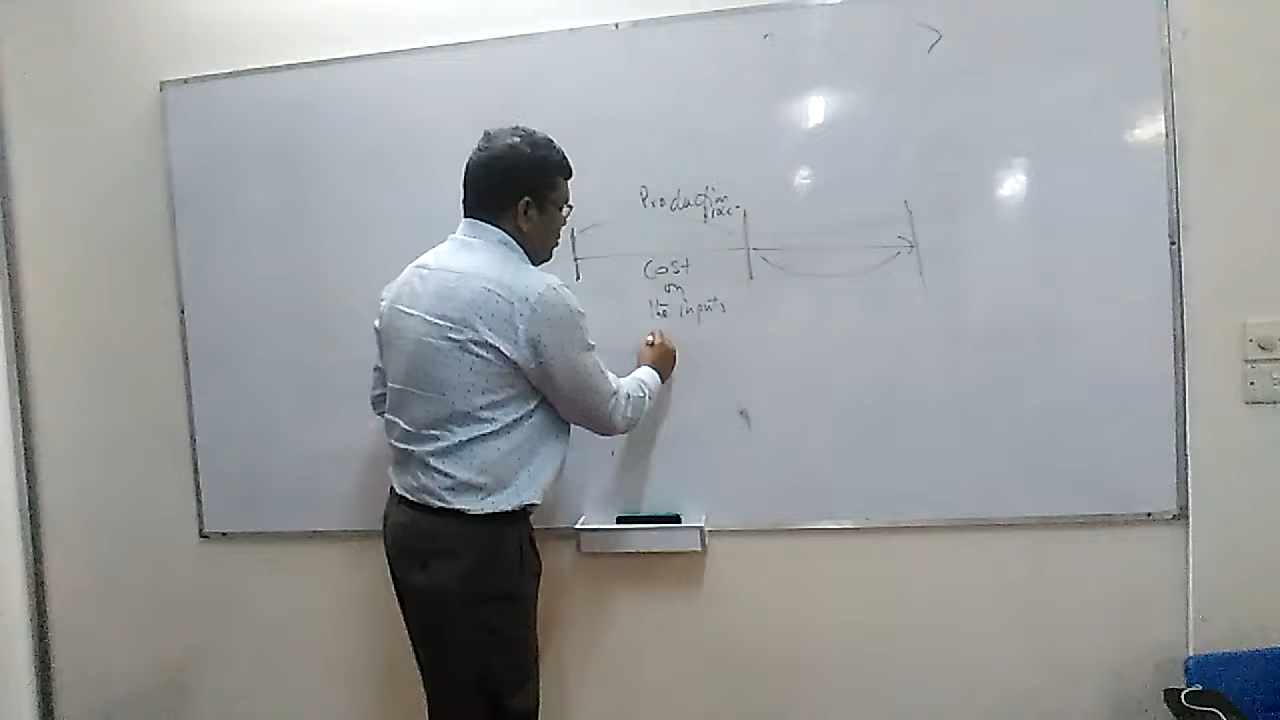 Production
Cost
on
the inputs